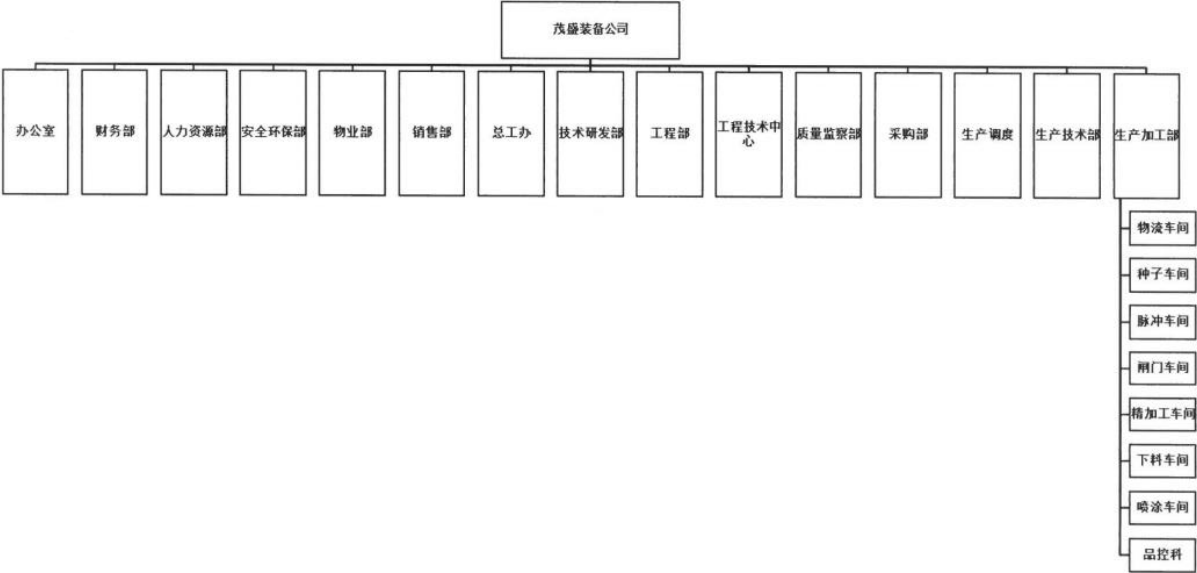 茂盛装备公司
办公室
财务部
人力资源部
安全环保部
物业部
销售部
总工办
技术研发部
工程部
工程技术中
心
质量监察部
采购部
生产调度
生产技术部
生产加工部
物流车间
种子车间
脉冲车间
闸门车间
精加工车间
下料车间
喷涂车间
品控科